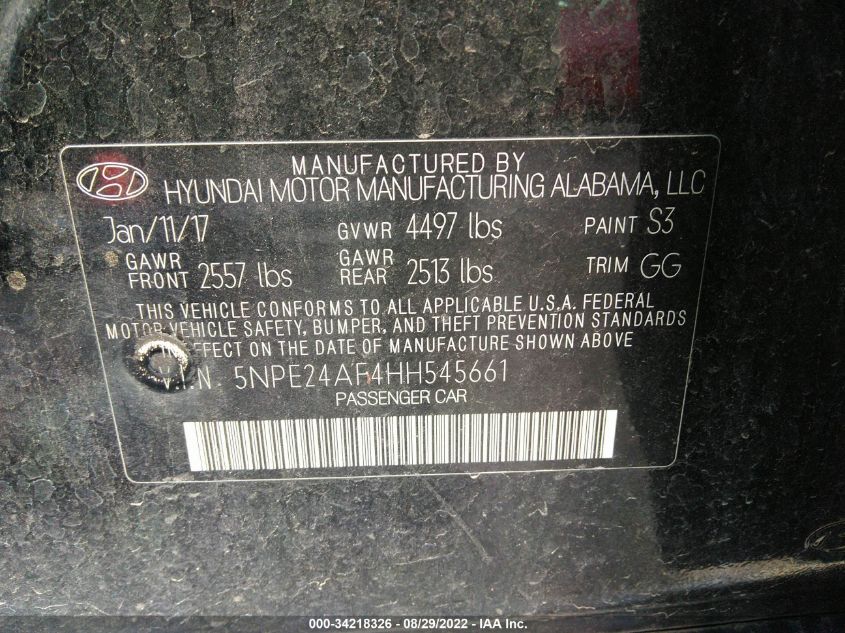 MANUFACTURED BY
HYUNDAI MOTOR MANUFACTURING ALABAMA, LLC
Jan/11/17 GVWR 4497 lbs PAINT S3
GAWR FRONT 2557 lbs GAWR REAR 2513 lbs TRIM GG
THIS VEHICLE CONFORMS TO ALL APPLICABLE U.S.A. FEDERAL
MOTOR VEHICLE SAFETY, BUMPER, AND THEFT PREVENTION STANDARDS
EFFECT ON THE DATE OF MANUFACTURE SHOWN ABOVE
5NPE24AF4HH545661
PASSENGER CAR
000-34218326 - 08/29/2022 - IAA Inc.